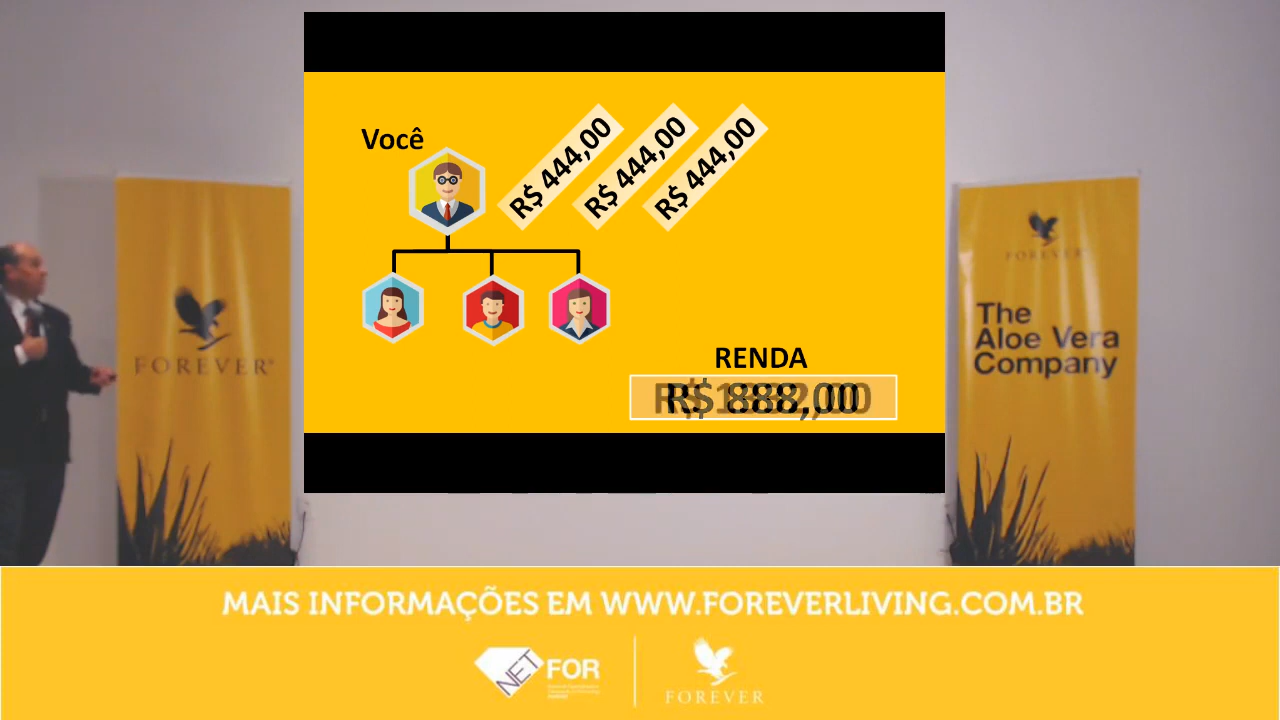 Você
R$ 444,00
R$ 444,00
R$ 444,00
RENDA
R$ 888,00
FOREVER
FOREVER
The
Aloe Vera
Company
MAIS INFORMAÇÕES EM WWW.FOREVERLIVING.COM.BR
NET FOR
FOREVER